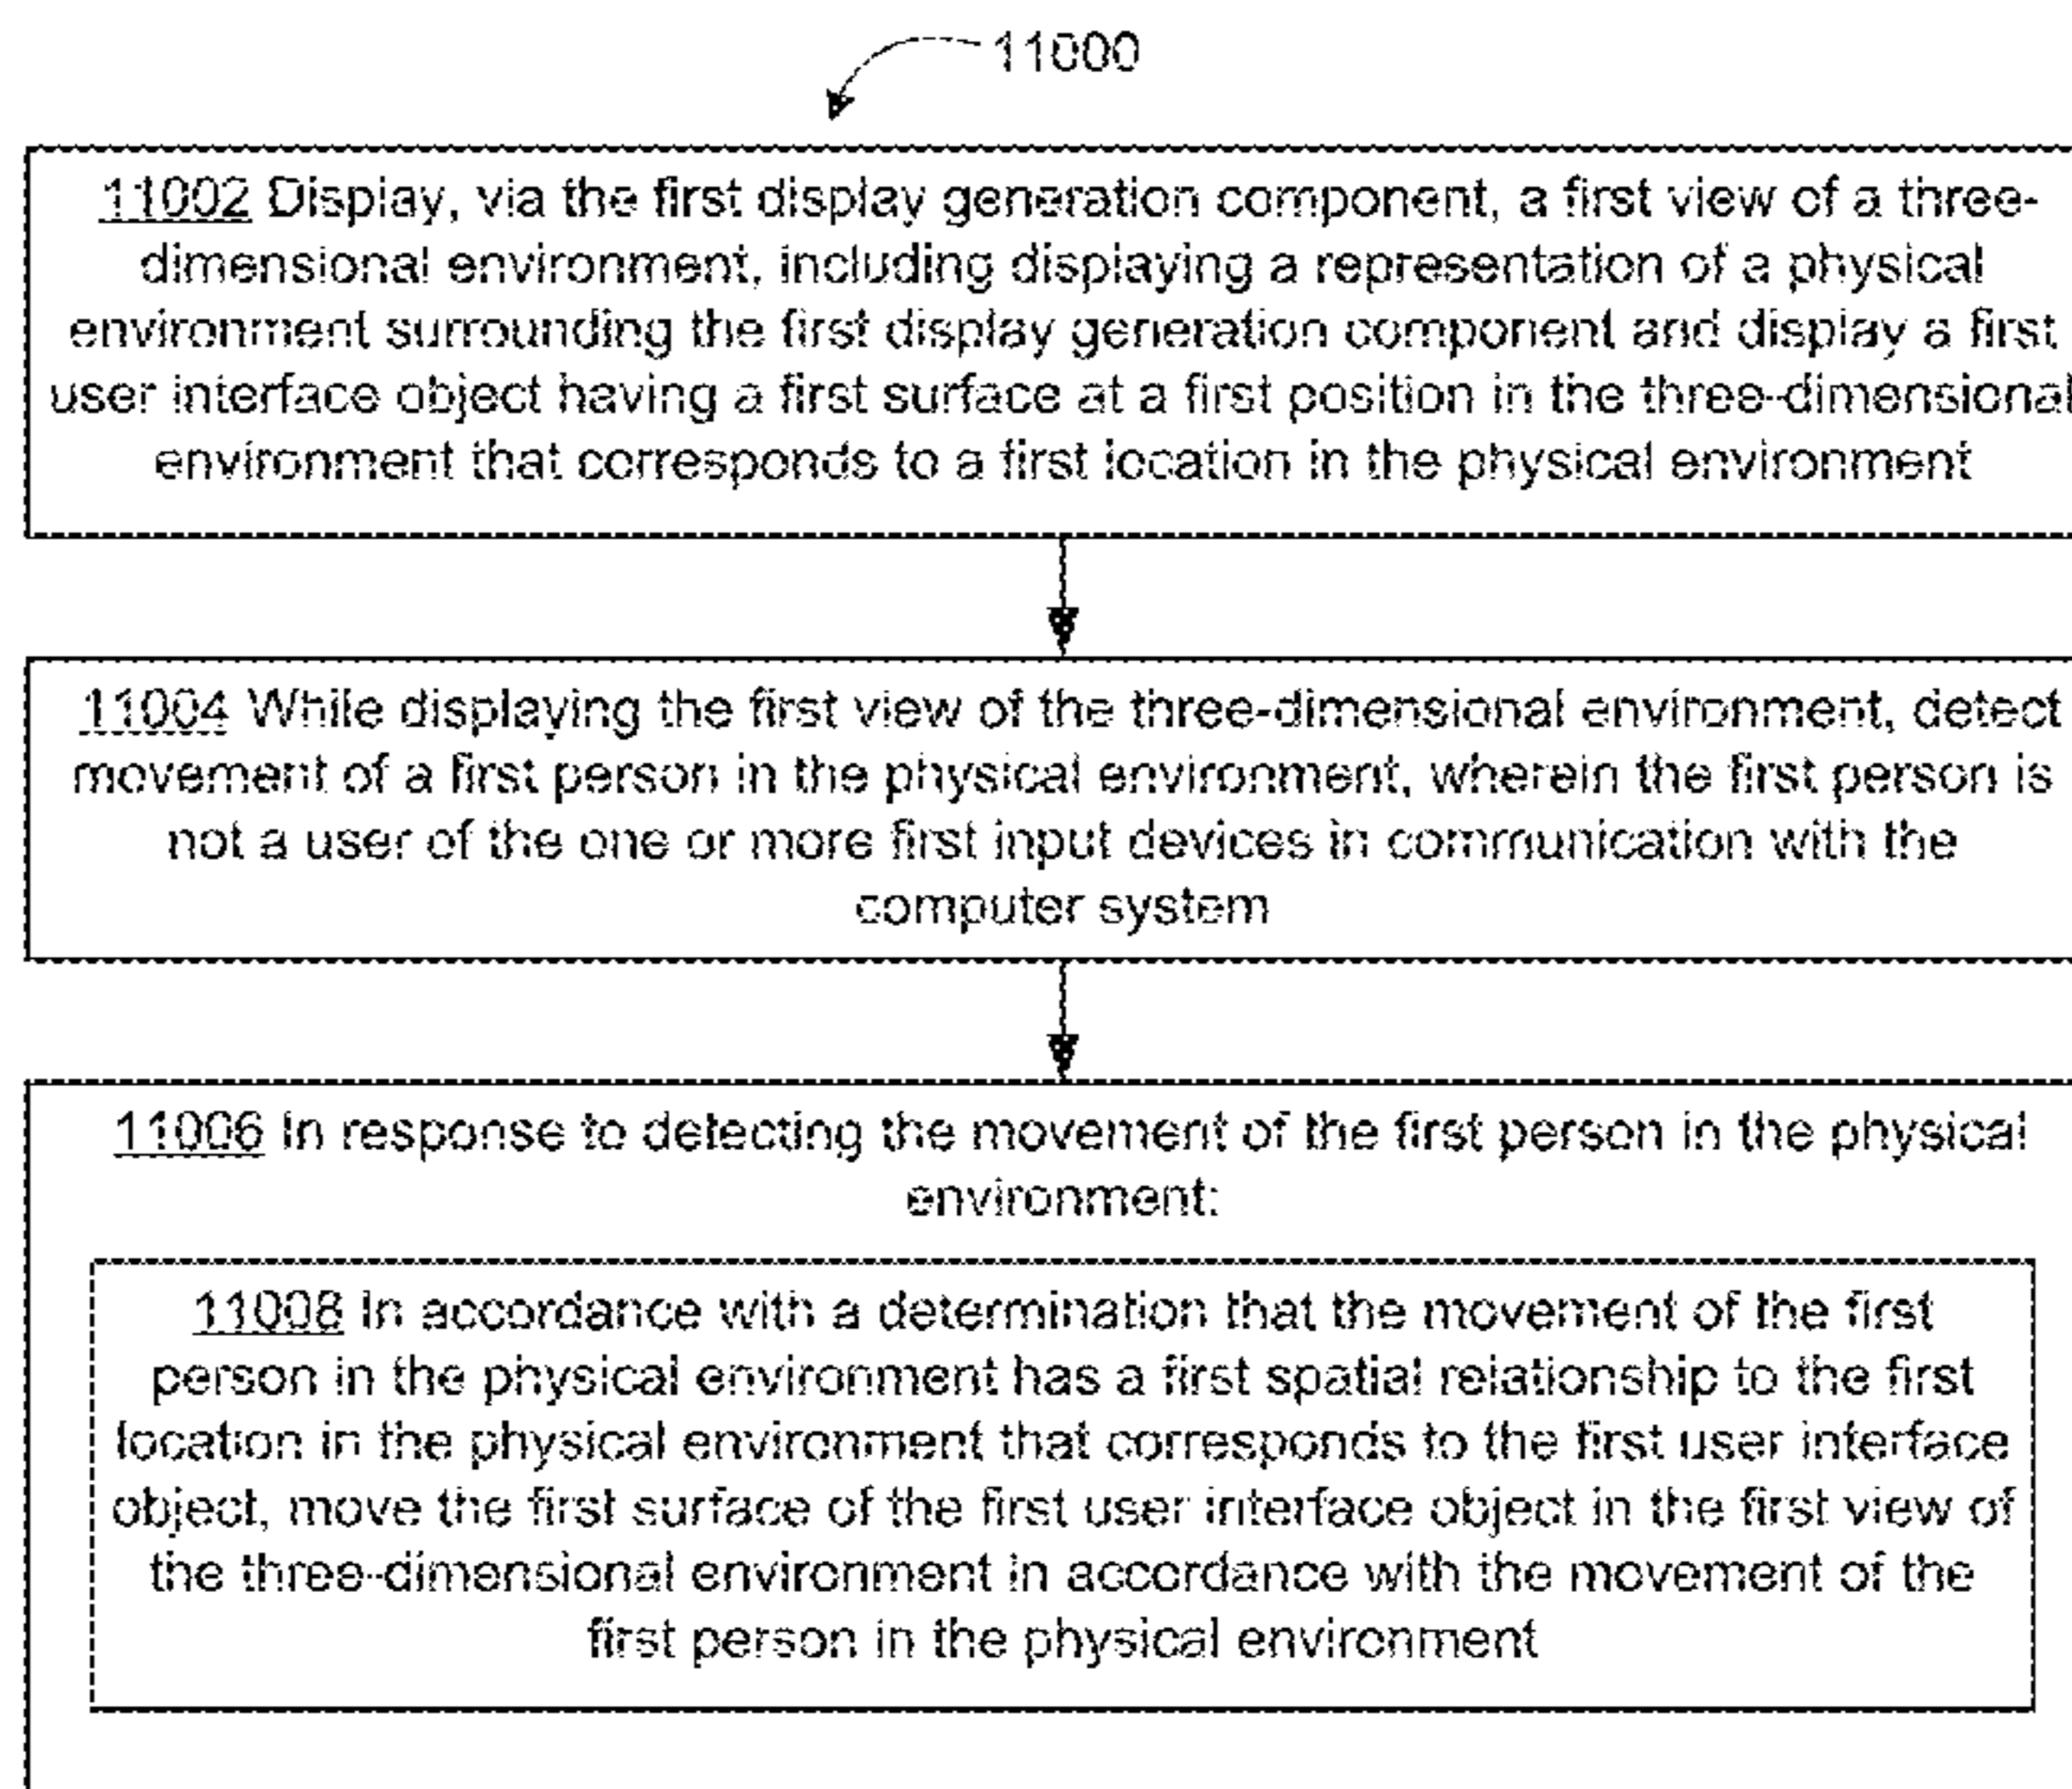 11000
11002 Display, via the first display generation component, a first view of a three-
dimensional environment, including displaying a representation of a physical
environment surrounding the first display generation component and display a first
user interface object having a first surface at a first position in the three-dimensional
environment that corresponds to a first location in the physical environment
11004 While displaying the first view of the three-dimensional environment, detect
movement of a first person in the physical environment, wherein the first person is
not a user of the one or more first input devices in communication with the
computer system
11006 In response to detecting the movement of the first person in the physical
environment:
11008 In accordance with a determination that the movement of the first
person in the physical environment has a first spatial relationship to the first
location in the physical environment that corresponds to the first user interface
object, move the first surface of the first user interface object in the first view of
the three-dimensional environment in accordance with the movement of the
first person in the physical environment